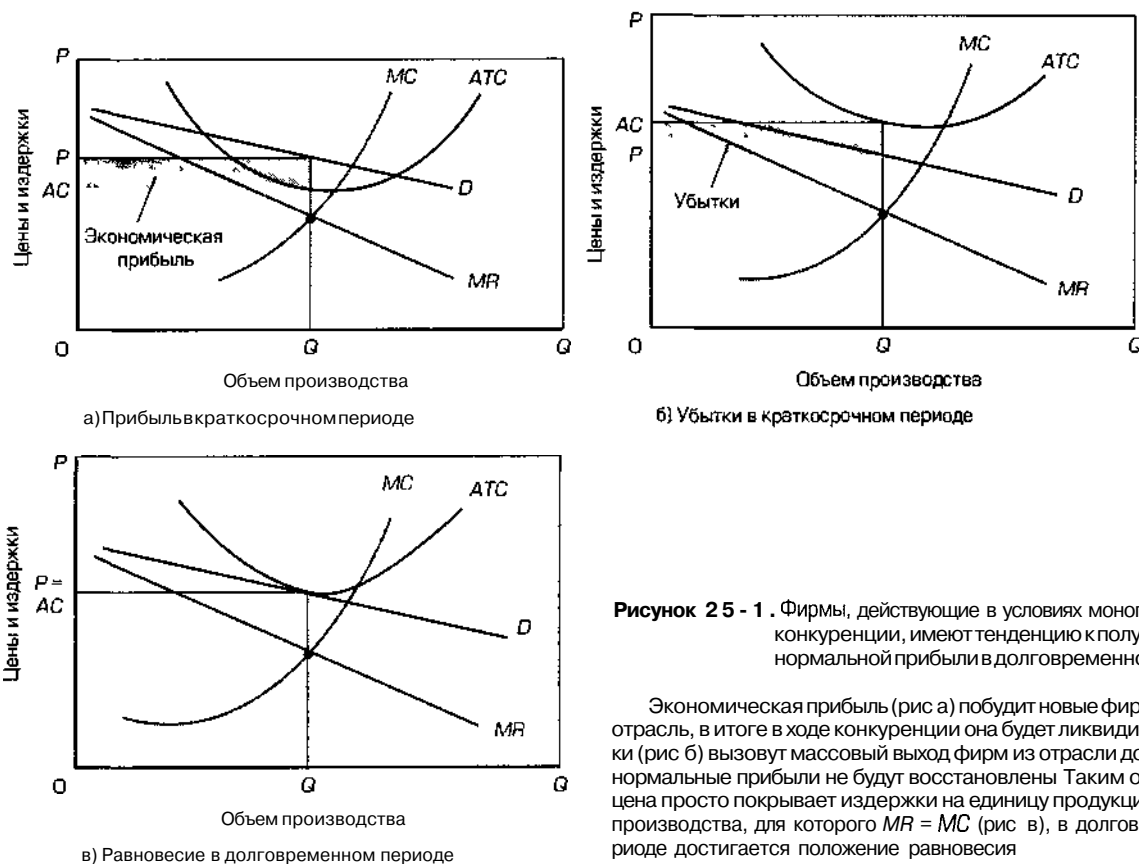 P
MC
ATC
Цены и издержки
P
AC
D
Экономическая
прибыль
MR
O
Q
Q
Объем производства
а)Прибыльвкраткосрочномпериоде
P
MC
ATC
Цены и издержки
AC
P
Убытки
D
MR
O
Q
Q
Объем производства
б) Убытки в краткосрочном периоде
P
MC
ATC
Цены и издержки
P =
AC
D
MR
O
Q
Q
Объем производства
в) Равновесие в долговременном периоде
Рисунок 25-1. Фирмы, действующие в условиях моноп
конкуренции, имеют тенденцию к полу
нормальной прибыли в долговременно
Экономическая прибыль (рис а) побудит новые фир
отрасль, в итоге в ходе конкуренции она будет ликвиди
ки (рис б) вызовут массовый выход фирм из отрасли до
нормальные прибыли не будут восстановлены Таким о
цена просто покрывает издержки на единицу продукци
производства, для которого MR = MC (рис в), в долгов
риоде достигается положение равновесия